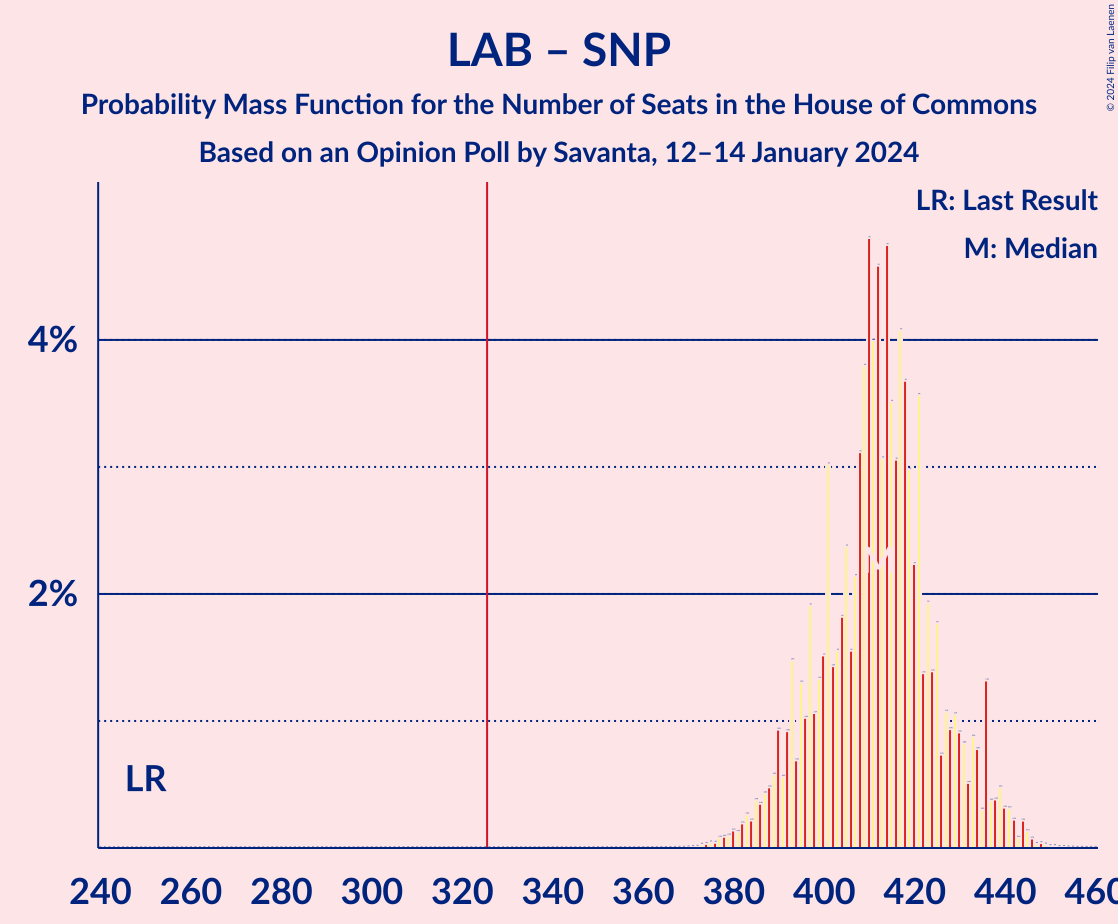 LAB – SNP
Probability Mass Function for the Number of Seats in the House of Commons
Based on an Opinion Poll by Savanta, 12–14 January 2024
© 2024 Filip van Laenen
LR: Last Result
M: Median
4%
2%
M
LR
240 260 280 300 320 340 360 380 400 420 440 460